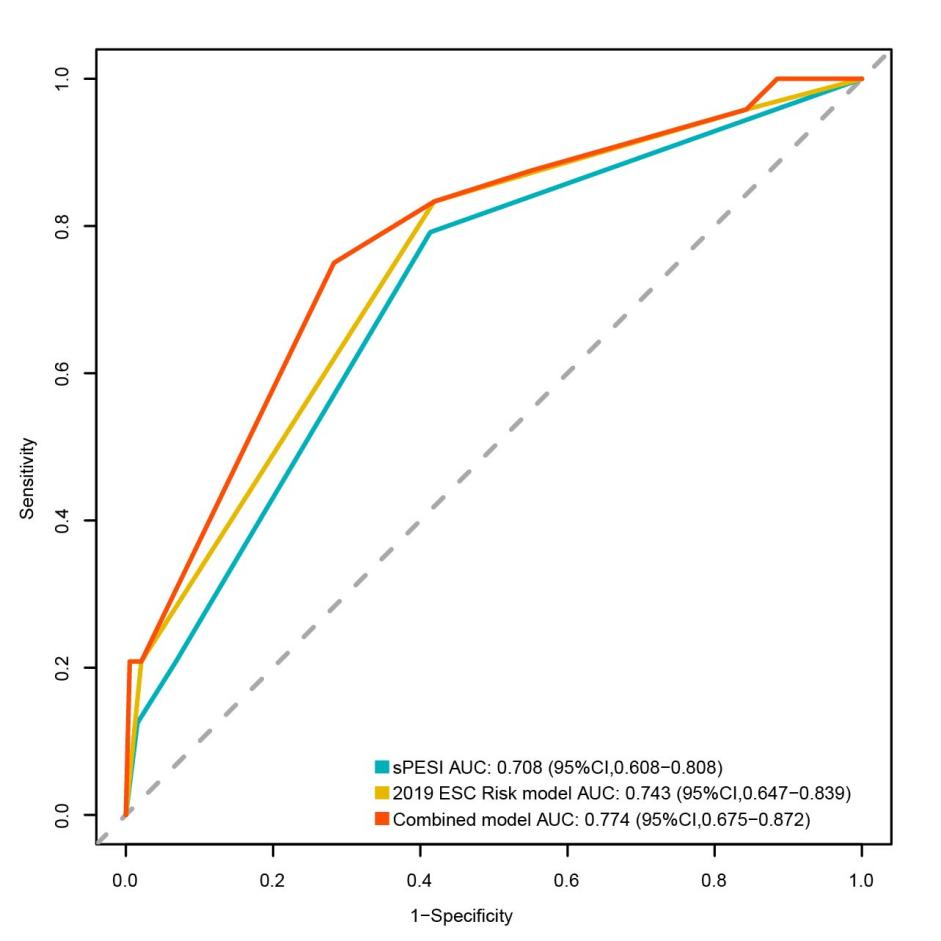 1.0
0.8
0.6
0.4
0.2
0.0
Sensitivity
sPESI AUC: 0.708 (95%CI,0.608−0.808)
2019 ESC Risk model AUC: 0.743 (95%CI,0.647−0.839)
Combined model AUC: 0.774 (95%CI,0.675−0.872)
0.0 0.2 0.4 0.6 0.8 1.0
1−Specificity